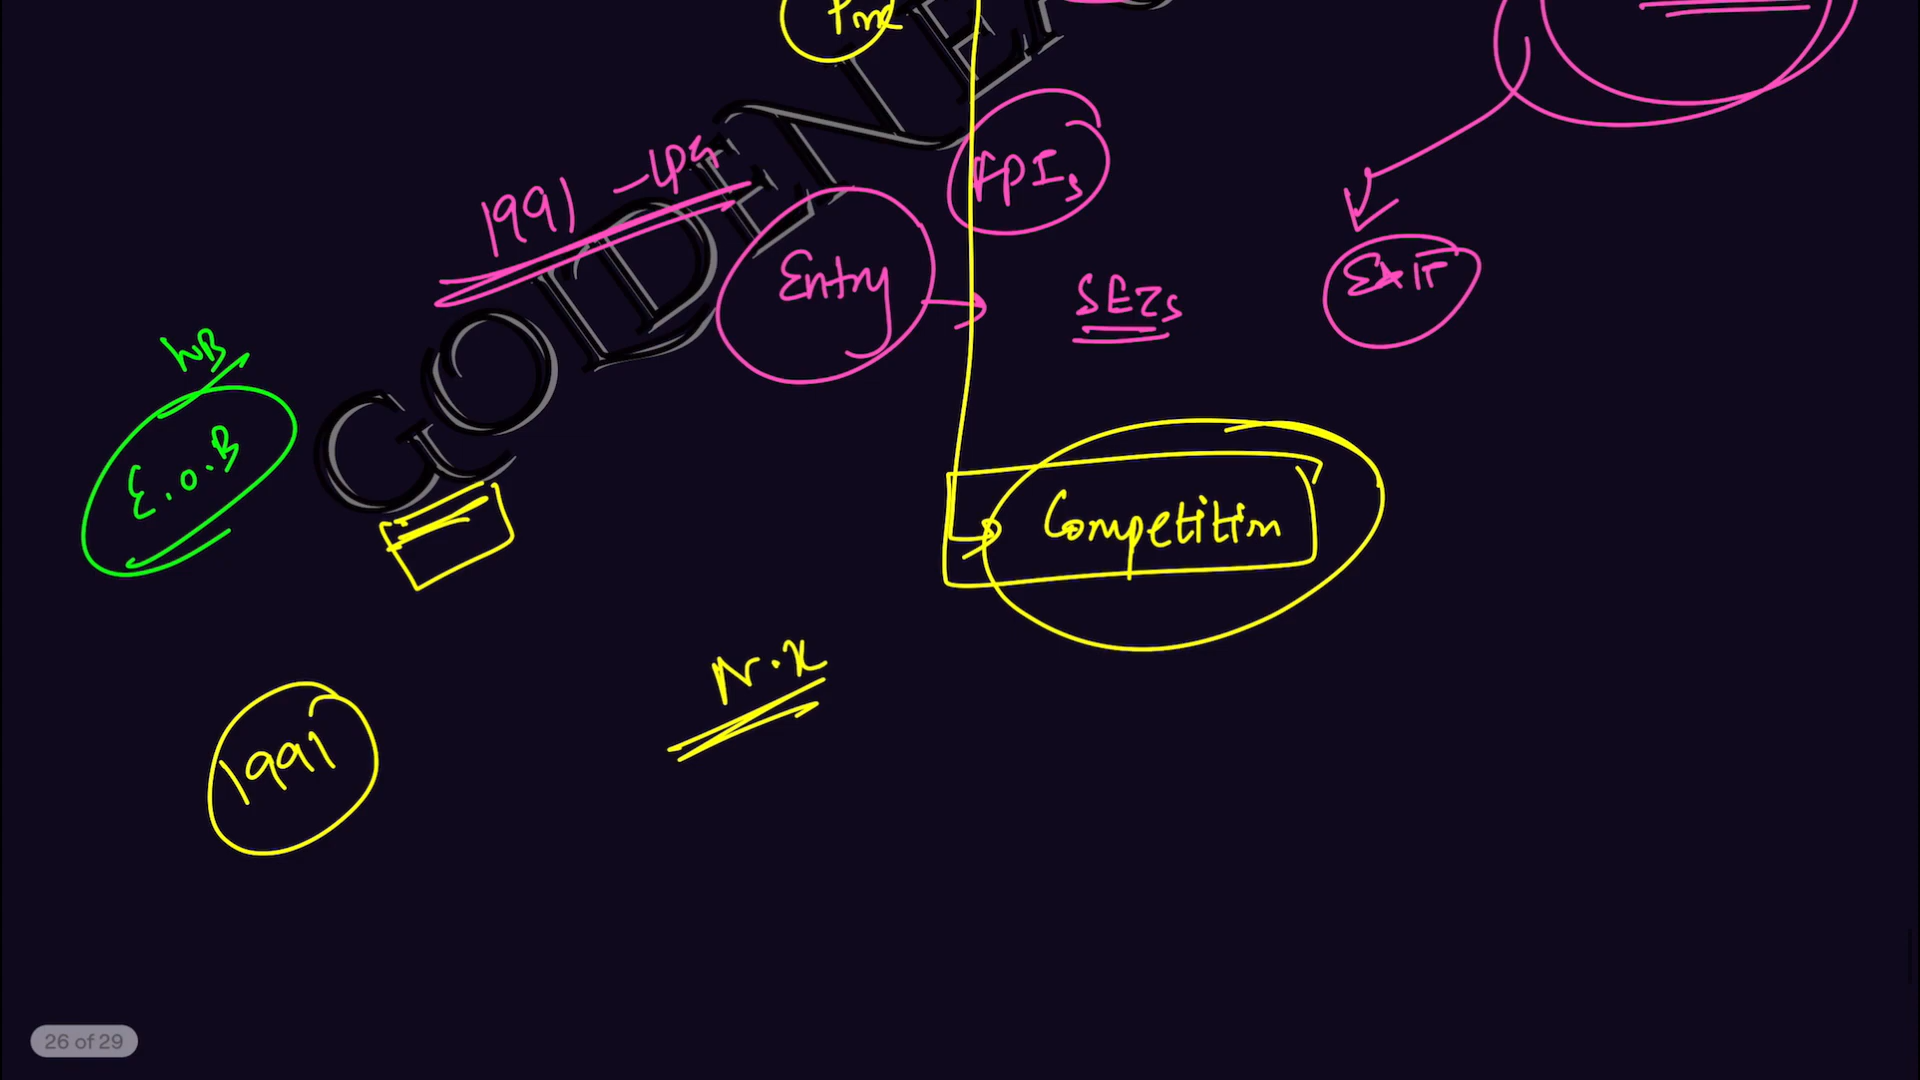 1991 - LPG
FPIs
Entry
SEZs
EXIT
WB
E.O.B
Competition
N.x
1991
26 of 29